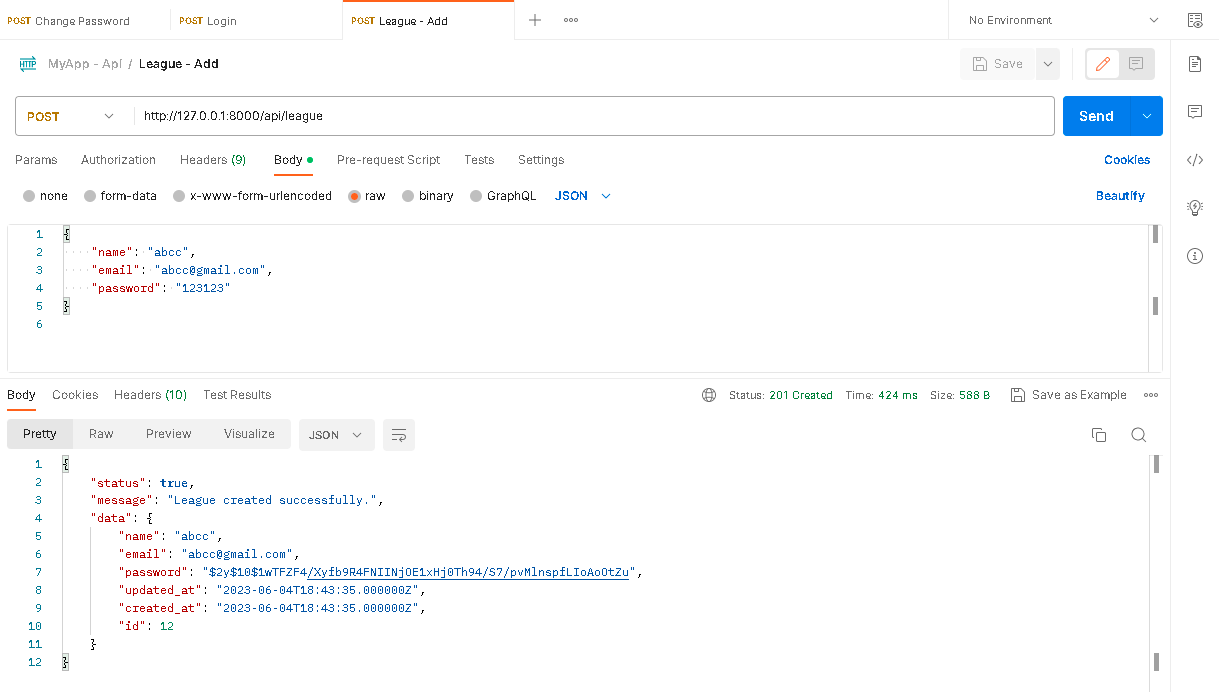 POST Change Password
POST Login
POST League - Add
No Environment
HTTP MyApp - Api / League - Add
Save
POST
http://127.0.0.1:8000/api/league
Send
Params Authorization Headers (9) Body Pre-request Script Tests Settings Cookies
none form-data x-www-form-urlencoded raw binary GraphQL JSON Beautify
1 {
2 "name": "abcc",
3 "email": "abcc@gmail.com",
4 "password": "123123"
5 }
6
Body Cookies Headers (10) Test Results Status: 201 Created Time: 424 ms Size: 588 B Save as Example
Pretty Raw Preview Visualize JSON
1 {
2 "status": true,
3 "message": "League created successfully.",
4 "data": {
5 "name": "abcc",
6 "email": "abcc@gmail.com",
7 "password": "$2y$10$1wTFZF4/Xyfb9R4FNIINjOE1xHj0Th94/S7/pvMlnspfLIoAoOtZu",
8 "updated_at": "2023-06-04T18:43:35.000000Z",
9 "created_at": "2023-06-04T18:43:35.000000Z",
10 "id": 12
11 }
12 }